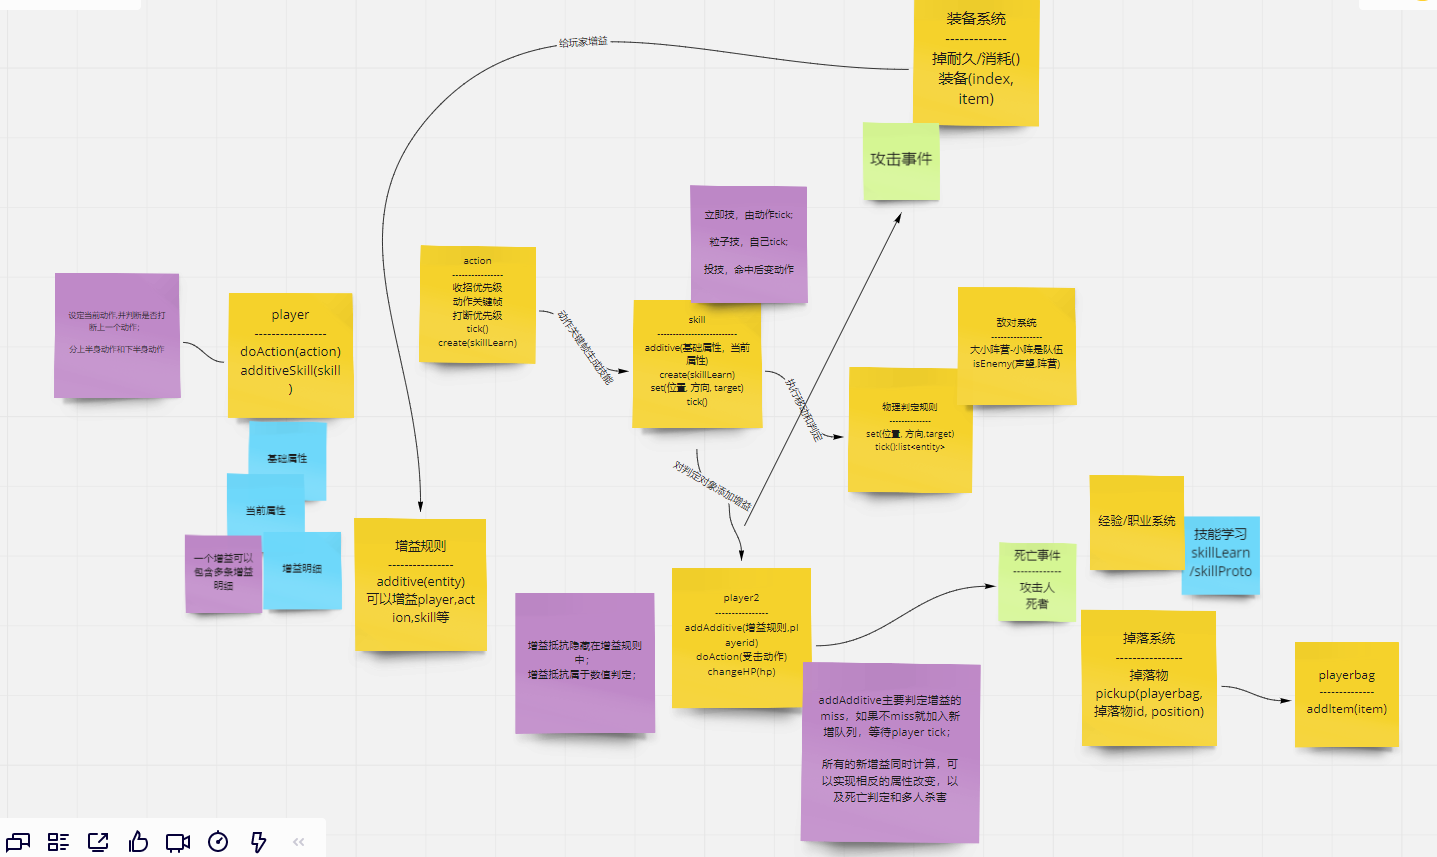 装备系统
-------------
掉耐久/消耗()
装备(index,
item)
给玩家增益
攻击事件
立即技，由动作tick;
粒子技，自己tick;
投技，命中后变动作
action
----------------
收招优先级
动作关键帧
打断优先级
tick()
create(skillLearn)
动作关键帧生成技能
设定当前动作,并判断是否打
断上一个动作;
分上半身动作和下半身动作
player
-----------------
doAction(action)
additiveSkill(skill
)
skill
-------------------------
additive(基础属性，当前
属性)
create(skillLearn)
set(位置, 方向, target)
tick()
执行移动和判定
敌对系统
----------------
大小阵营-小阵是队伍
isEnemy(声望,阵营)
物理判定规则
-------------
set(位置, 方向,target)
tick():list<entity>
基础属性
当前属性
增益明细
一个增益可以
包含多条增益
明细
对判定对象添加增益
增益规则
----------------
additive(entity)
可以增益player,act
ion,skill等
增益抵抗隐藏在增益规则
中；
增益抵抗属于数值判定；
player2
----------------
addAdditive(增益规则,pl
ayerid)
doAction(受击动作)
changeHP(hp)
addAdditive主要判定增益的
miss，如果不miss就加入新
增队列，等待player tick；
所有的新增益同时计算，可
以实现相反的属性改变，以
及死亡判定和多人杀害
死亡事件
-------------
攻击人
死者
经验/职业系统
技能学习
skillLearn
/skillProto
掉落系统
----------------
掉落物
pickup(playerbag,
掉落物id, position)
playerbag
-------------
addItem(item)